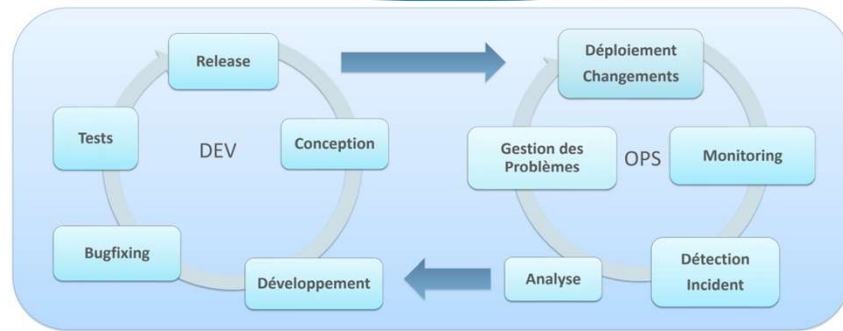 Release
Conception
Développement
Bugfixing
Tests
DEV
Déploiement
Changements
Monitoring
Détection
Incident
Analyse
Gestion des
Problèmes
OPS